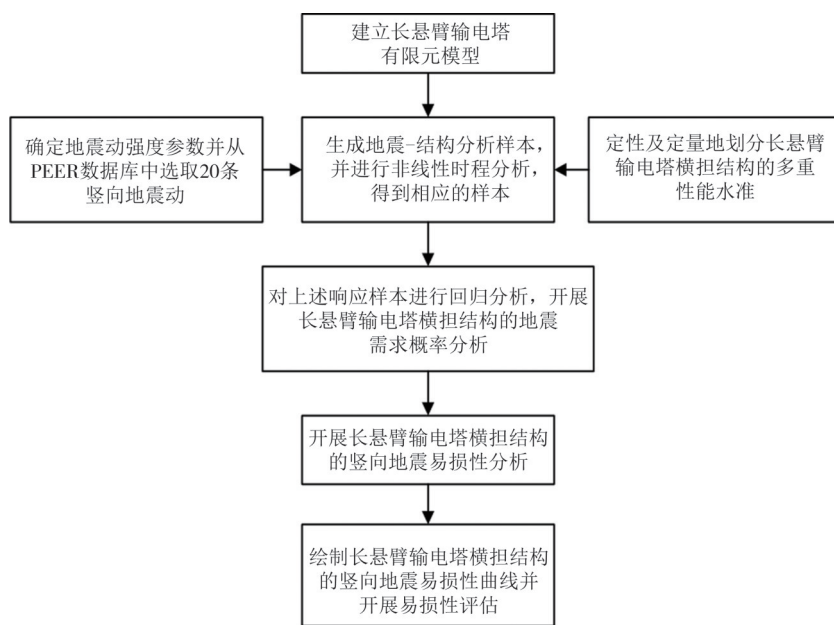 建立长悬臂输电塔
有限元模型
确定地震动强度参数并从
PEER数据库中选取20条
竖向地震动
生成地震-结构分析样本,
并进行非线性时程分析,
得到相应的样本
定性及定量地划分长悬臂
输电塔横担结构的多重
性能水准
对上述响应样本进行回归分析，开展
长悬臂输电塔横担结构的地震
需求概率分析
开展长悬臂输电塔横担结构
的竖向地震易损性分析
绘制长悬臂输电塔横担结构
的竖向地震易损性曲线并
开展易损性评估